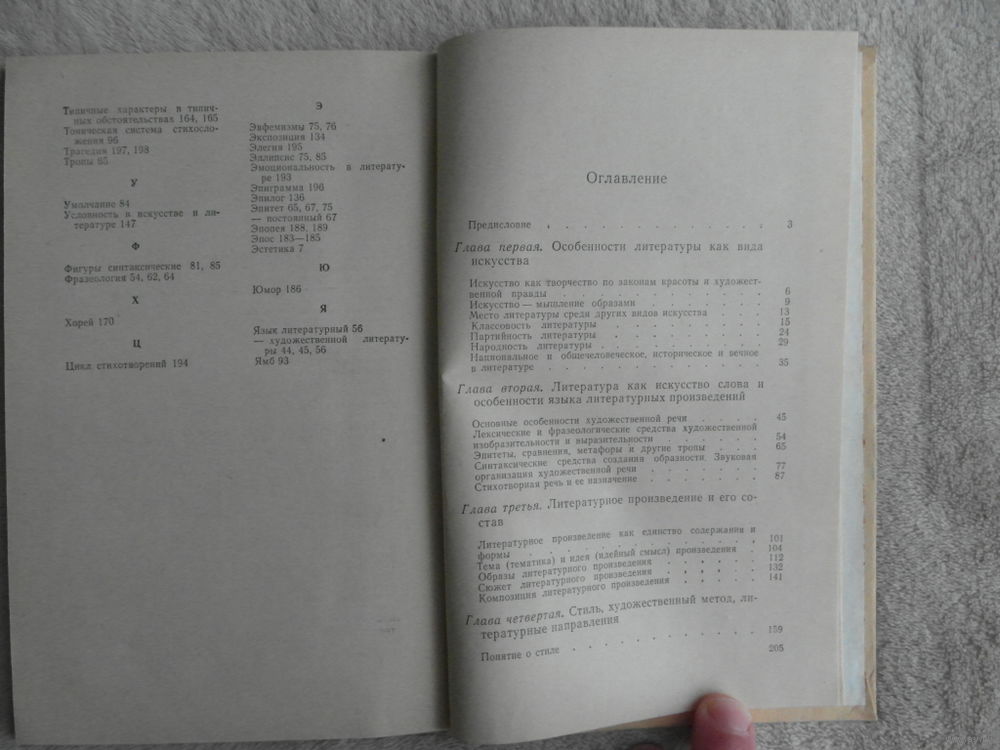 Типичные характеры в типич-
ных обстоятельствах 164, 165
Тоническая система стихосло-
жения 96
Трагедия 197, 198
Тропы 65
У
Умолчание 84
Условность в искусстве и ли-
тературе 147
Ф
Фигуры синтаксические 81, 85
Фразеология 54, 62, 64
Х
Хорей 170
Ц
Цикл стихотворений 194
Э
Эвфемизмы 75, 76
Экспозиция 134
Элегия 195
Эллипсис 75, 85
Эмоциональность в литерату-
ре 193
Эпиграмма 196
Эпилог 136
Эпитет 65, 67, 75
— постоянный 67
Эпопея 188, 189
Эпос 183—185
Эстетика 7
Ю
Юмор 186
Я
Язык литературный 56
— художественной литерату-
ры 44, 45, 56
Ямб 93
Оглавление
Предисловие . . . . . . . . . . . . 3
Глава первая. Особенности литературы как вида
искусства
Искусство как творчество по законам красоты и художест-
венной правды . . . . . . . . . . . 6
Искусство — мышление образами . . . . . . 9
Место литературы среди других видов искусства . . . 13
Классовость литературы . . . . . . . . 15
Партийность литературы . . . . . . . . 24
Народность литературы . . . . . . . . 29
Национальное и общечеловеческое, историческое и вечное
в литературе . . . . . . . . . . . 35
Глава вторая. Литература как искусство слова и
особенности языка литературных произведений
Основные особенности художественной речи . . . . 45
Лексические и фразеологические средства художественной
изобразительности и выразительности . . . . . . 54
Эпитеты, сравнения, метафоры и другие тропы . . . 65
Синтаксические средства создания образности. Звуковая
организация художественной речи . . . . . . 77
Стихотворная речь и ее назначение . . . . . . 87
Глава третья. Литературное произведение и его со-
став
Литературное произведение как единство содержания и
формы . . . . . . . . . . . . 101
Тема (тематика) и идея (идейный смысл) произведения . 104
Образы литературного произведения . . . . . 112
Сюжет литературного произведения . . . . . 132
Композиция литературного произведения . . . . 141
Глава четвертая. Стиль, художественный метод, ли-
тературные направления
159
Понятие о стиле . . . . . . . . . . 205